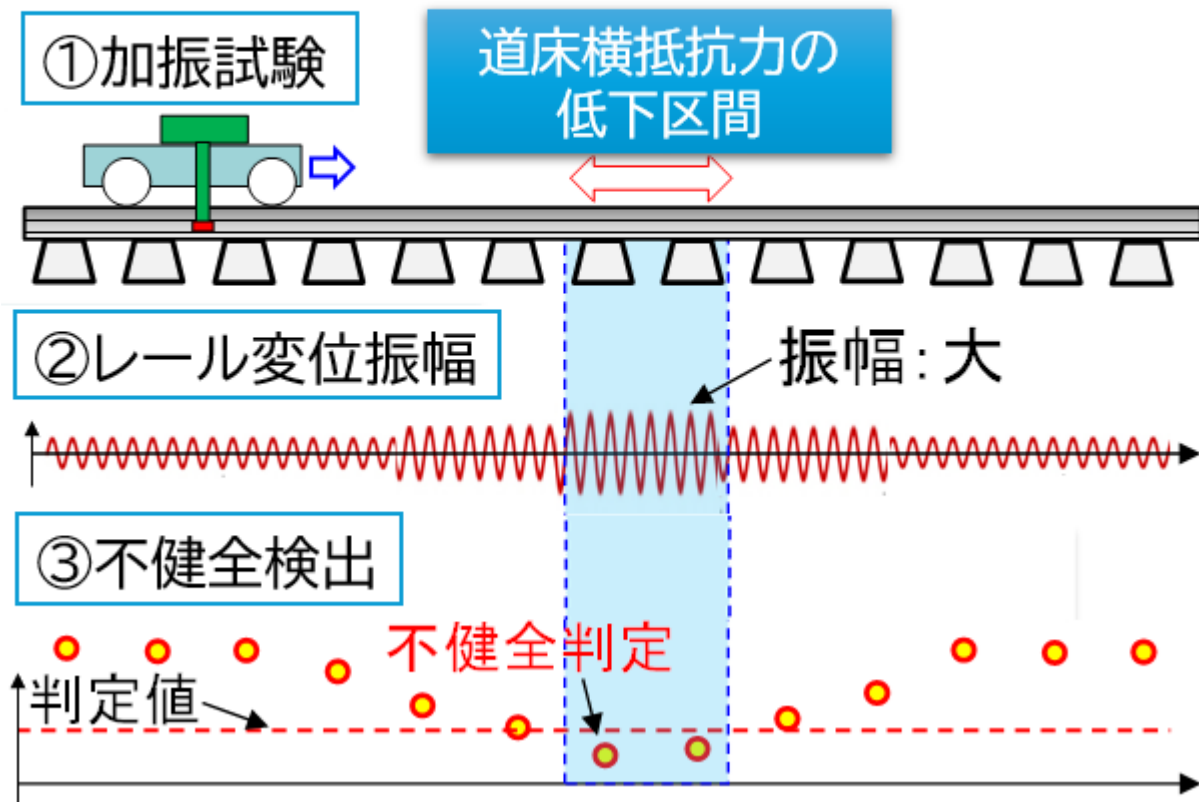 ①加振試験
道床横抵抗力の
低下区間
②レール変位振幅
振幅：大
③不健全検出
不健全判定
判定値